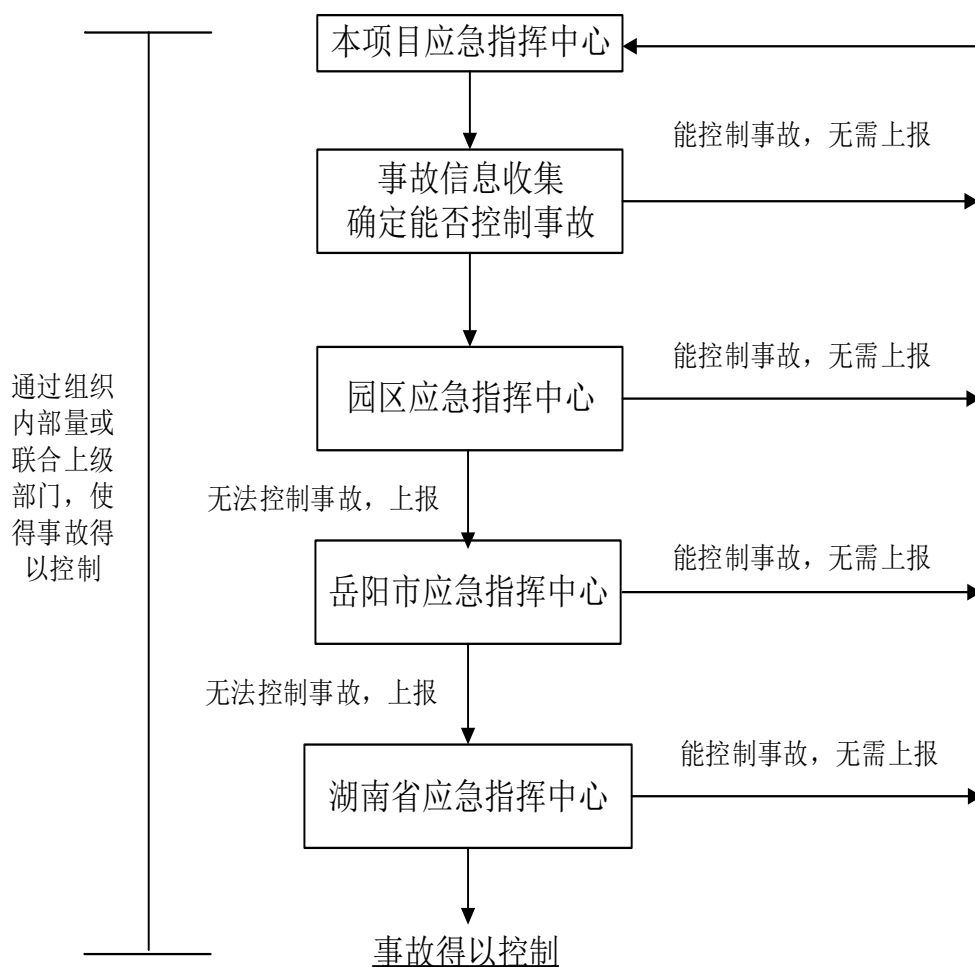 本项目应急指挥中心
能控制事故，无需上报
事故信息收集
确定能否控制事故
能控制事故，无需上报
园区应急指挥中心
通过组织
内部量或
联合上级
部门，使
得事故得
以控制
无法控制事故，上报
能控制事故，无需上报
岳阳市应急指挥中心
无法控制事故，上报
能控制事故，无需上报
湖南省应急指挥中心
事故得以控制